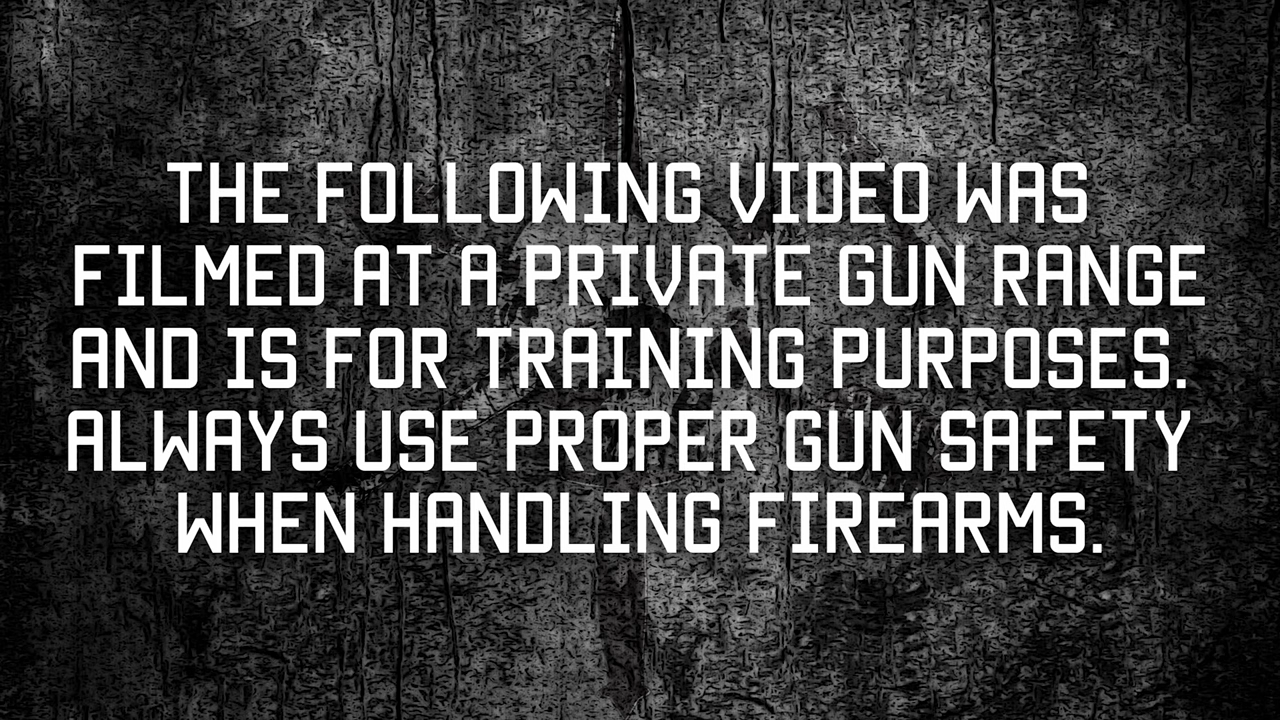 THE FOLLOWING VIDEO WAS
FILMED AT A PRIVATE GUN RANGE
AND IS FOR TRAINING PURPOSES.
ALWAYS USE PROPER GUN SAFETY
WHEN HANDLING FIREARMS.